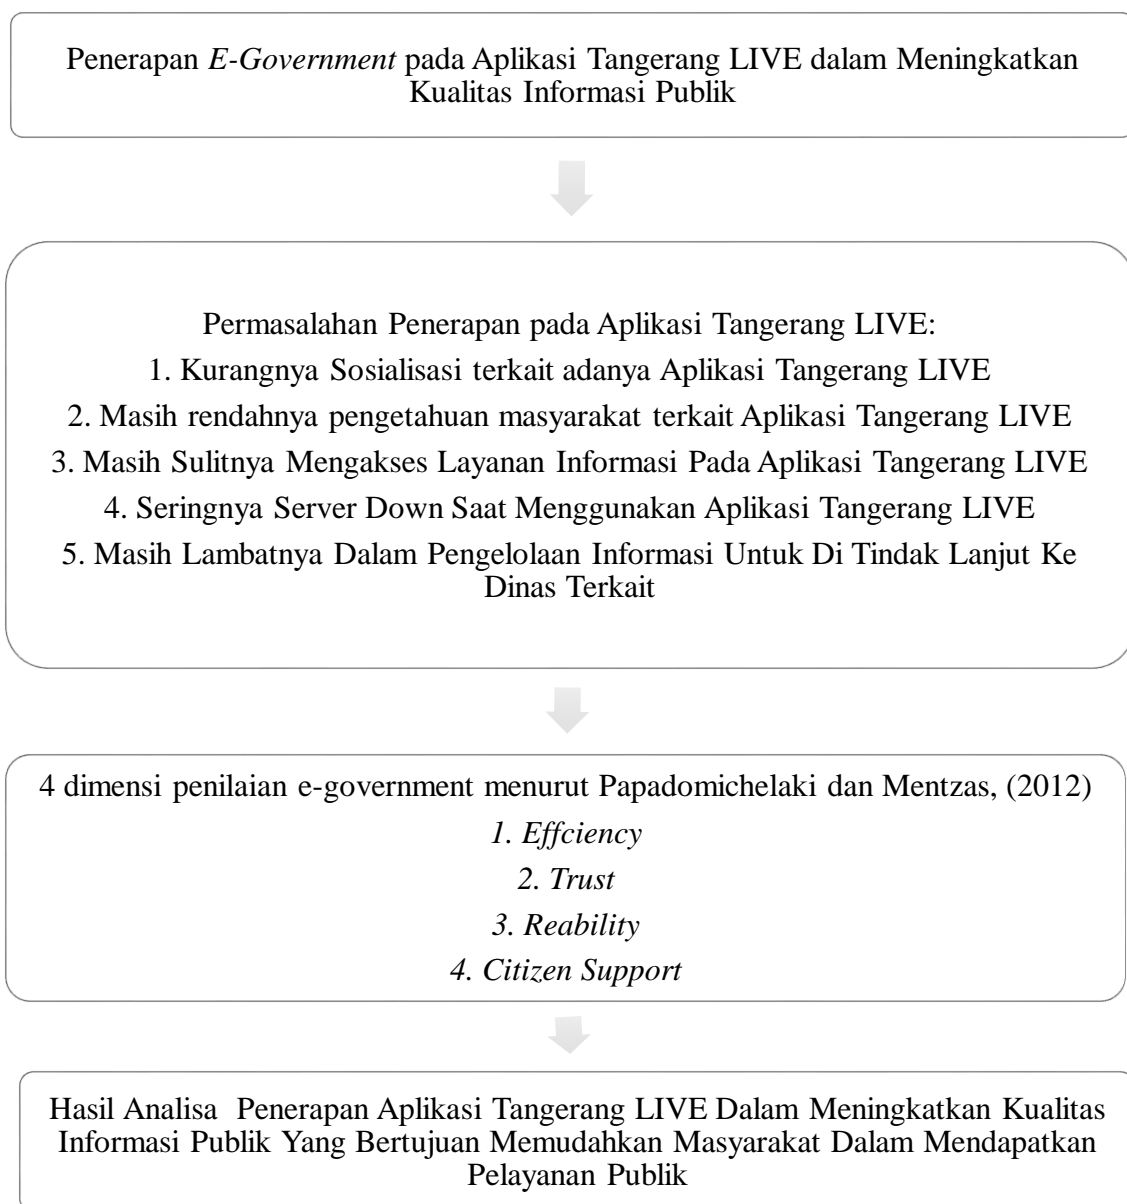 Penerapan E-Government pada Aplikasi Tangerang LIVE dalam Meningkatkan
Kualitas Informasi Publik
Permasalahan Penerapan pada Aplikasi Tangerang LIVE:
1. Kurangnya Sosialisasi terkait adanya Aplikasi Tangerang LIVE
2. Masih rendahnya pengetahuan masyarakat terkait Aplikasi Tangerang LIVE
3. Masih Sulitnya Mengakses Layanan Informasi Pada Aplikasi Tangerang LIVE
4. Seringnya Server Down Saat Menggunakan Aplikasi Tangerang LIVE
5. Masih Lambatnya Dalam Pengelolaan Informasi Untuk Di Tindak Lanjut Ke
Dinas Terkait
4 dimensi penilaian e-government menurut Papadomichelaki dan Mentzas, (2012)
1. Effciency
2. Trust
3. Reability
4. Citizen Support
Hasil Analisa Penerapan Aplikasi Tangerang LIVE Dalam Meningkatkan Kualitas
Informasi Publik Yang Bertujuan Memudahkan Masyarakat Dalam Mendapatkan
Pelayanan Publik